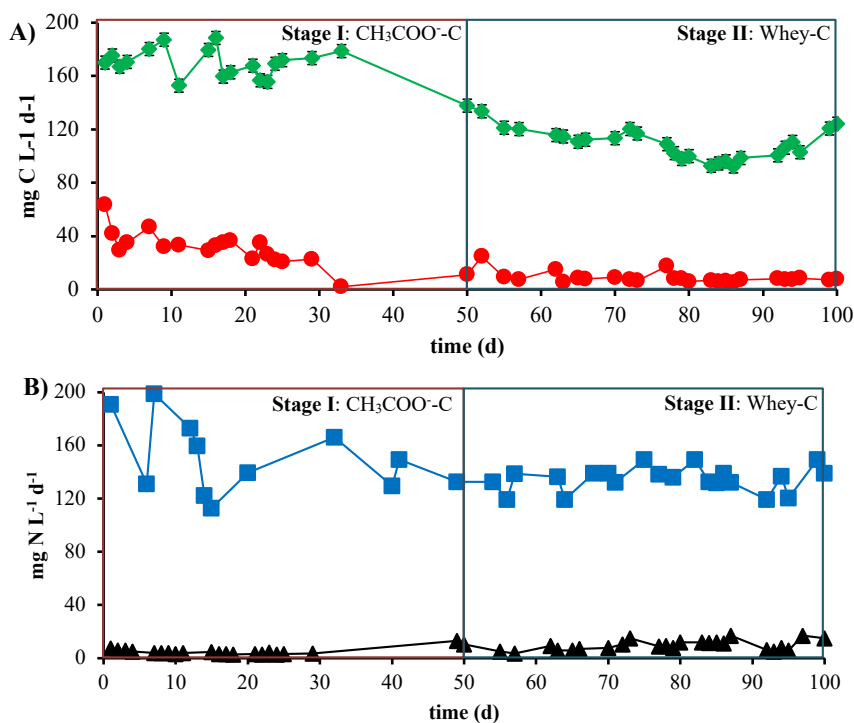 A)
Stage I: CH₃COO⁻-C
Stage II: Whey-C
mg C L-1 d-1
200
160
120
80
40
0
0 10 20 30 40 50 60 70 80 90 100
time (d)
B)
Stage I: CH₃COO⁻-C
Stage II: Whey-C
mg N L⁻¹ d⁻¹
200
160
120
80
40
0
0 10 20 30 40 50 60 70 80 90 100
time (d)